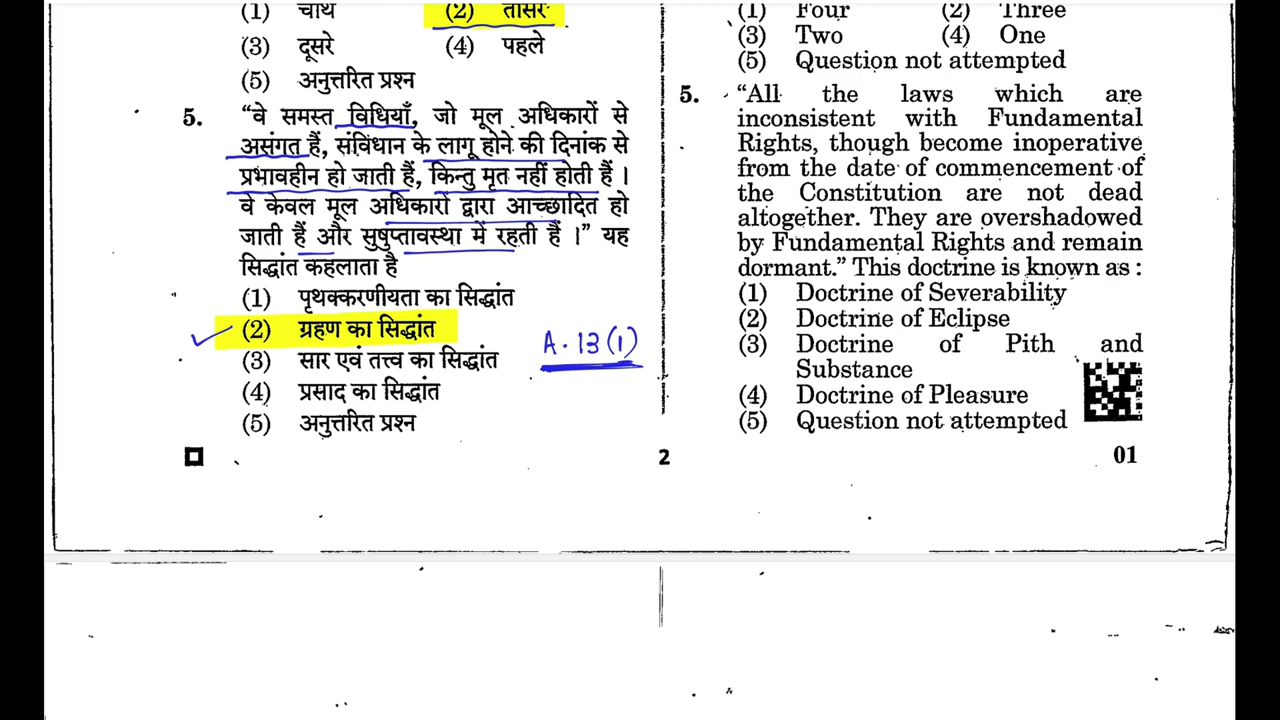 (1) चौथे
(2) तीसरे
(3) दूसरे
(4) पहले
(5) अनुत्तरित प्रश्न
5. “वे समस्त विधियाँ, जो मूल अधिकारों से
असंगत हैं, संविधान के लागू होने की दिनांक से
प्रभावहीन हो जाती हैं, किन्तु मृत नहीं होती हैं ।
वे केवल मूल अधिकारों द्वारा आच्छादित हो
जाती हैं और सुषुप्तावस्था में रहती हैं ।” यह
सिद्धांत कहलाता है
(1) पृथक्करणीयता का सिद्धांत
(2) ग्रहण का सिद्धांत
A. 13 (1)
(3) सार एवं तत्त्व का सिद्धांत
(4) प्रसाद का सिद्धांत
(5) अनुत्तरित प्रश्न
(1) Four (2) Three
(3) Two (4) One
(5) Question not attempted
5. “All the laws which are
inconsistent with Fundamental
Rights, though become inoperative
from the date of commencement of
the Constitution are not dead
altogether. They are overshadowed
by Fundamental Rights and remain
dormant.” This doctrine is known as :
(1) Doctrine of Severability
(2) Doctrine of Eclipse
(3) Doctrine of Pith and
Substance
(4) Doctrine of Pleasure
(5) Question not attempted
2
01